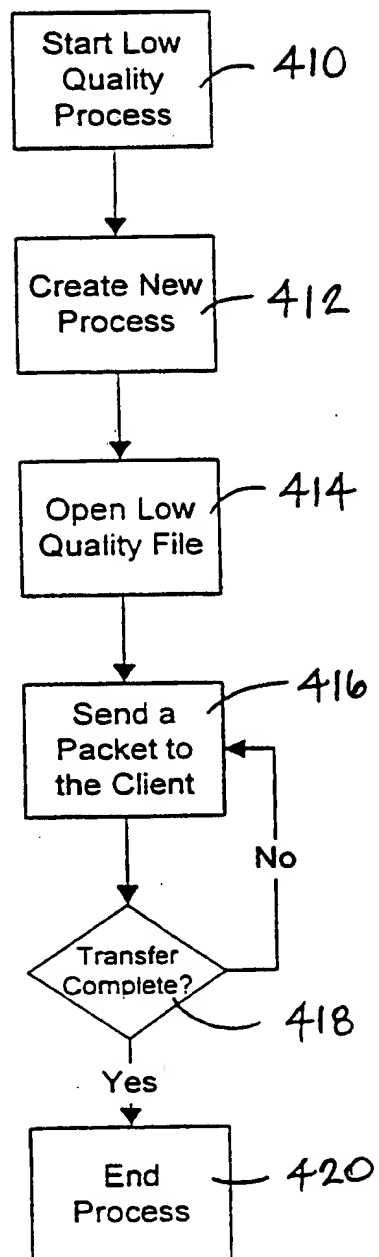 Start Low
Quality
Process
410
Create New
Process
412
Open Low
Quality File
414
Send a
Packet to
the Client
416
No
Transfer
Complete?
418
Yes
End
Process
420